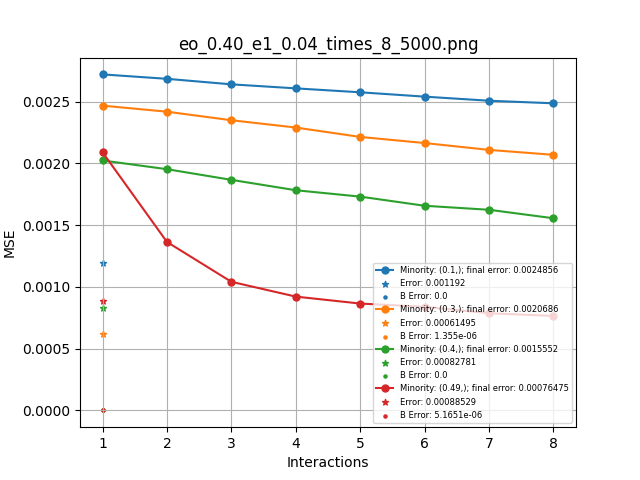 eo_0.40_e1_0.04_times_8_5000.png
MSE
0.0025
0.0020
0.0015
0.0010
0.0005
0.0000
Minority: (0.1,); final error: 0.0024856
Error: 0.001192
B Error: 0.0
Minority: (0.3,); final error: 0.0020686
Error: 0.00061495
B Error: 1.355e-06
Minority: (0.4,); final error: 0.0015552
Error: 0.00082781
B Error: 0.0
Minority: (0.49,); final error: 0.00076475
Error: 0.00088529
B Error: 5.1651e-06
1 2 3 4 5 6 7 8
Interactions